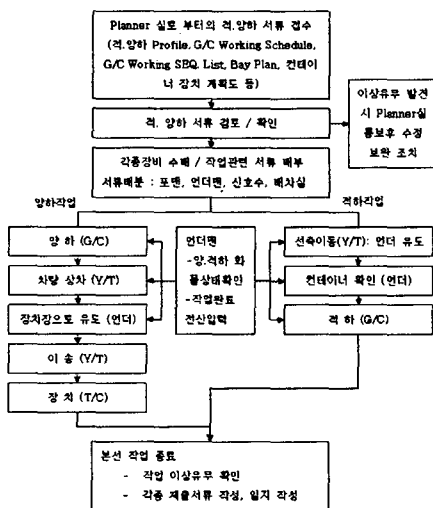 Planner 실로 부터의 적.양하 서류 접수
(적.양하 Profile, G/C Working Schedule,
G/C Working SEQ. List, Bay Plan, 컨테이
너 장치 계획도 등)
적. 양하 서류 검토 / 확인
이상유무 발견
시 Planner실
통보후 수정
보완 조치
각종장비 수배 / 작업관련 서류 배부
서류배분 : 포맨, 언더맨, 신호수, 배차실
양하작업
적하작업
양 하 (G/C)
차량 상차 (Y/T)
장치장으로 유도 (언더)
이 송 (Y/T)
장 치 (T/C)
언더맨
-양.적하 화
물상태확인
-작업완료
전산입력
선측이동(Y/T): 언더 유도
컨테이너 확인 (언더)
적 하 (G/C)
본선 작업 종료
- 작업 이상유무 확인
- 각종 제출서류 작성, 일지 작성